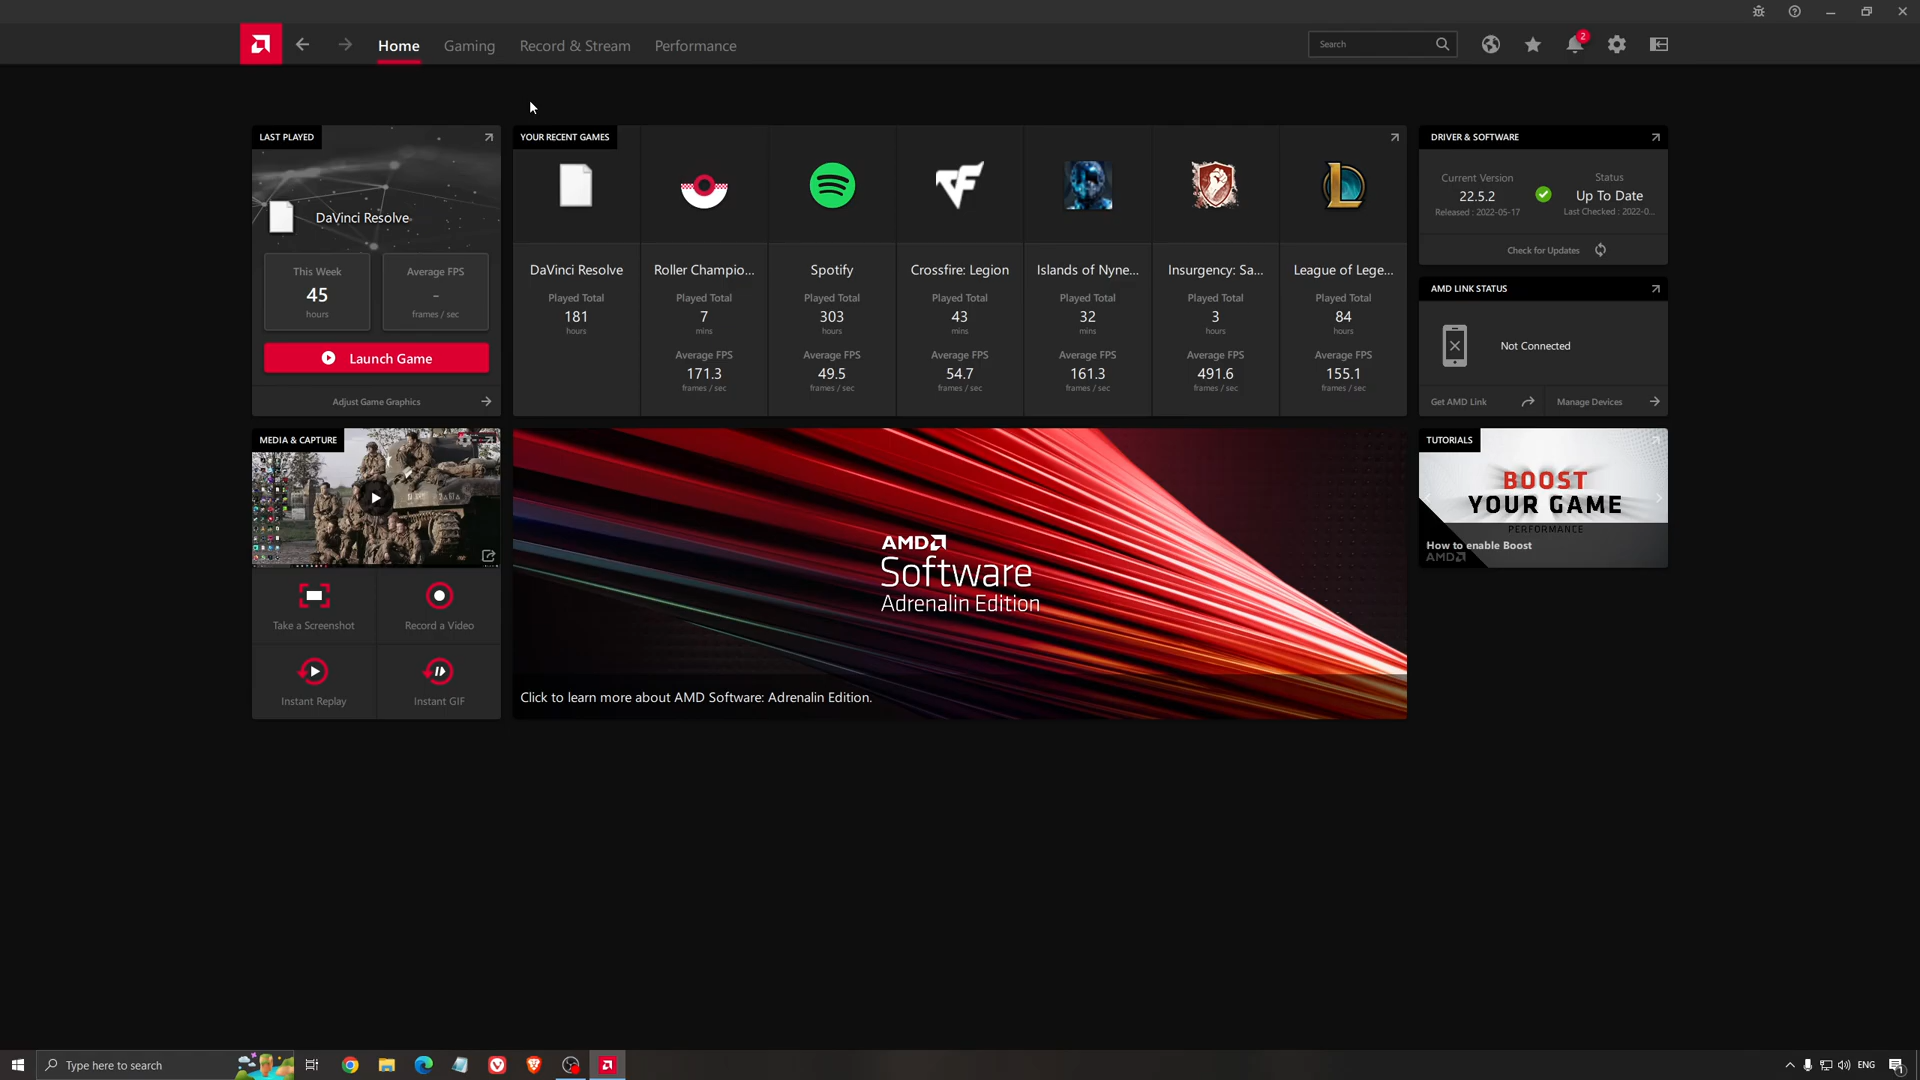 Home
Gaming
Record & Stream
Performance
Search
2
LAST PLAYED
DaVinci Resolve
This Week
45
hours
Average FPS
–
frames / sec
Launch Game
Adjust Game Graphics
YOUR RECENT GAMES
DaVinci Resolve
Played Total
181
hours
Roller Champio...
Played Total
7
mins
Average FPS
171.3
frames / sec
Spotify
Played Total
303
hours
Average FPS
49.5
frames / sec
Crossfire: Legion
Played Total
43
mins
Average FPS
54.7
frames / sec
Islands of Nyne...
Played Total
32
mins
Average FPS
161.3
frames / sec
Insurgency: Sa...
Played Total
3
hours
Average FPS
491.6
frames / sec
League of Lege...
Played Total
84
hours
Average FPS
155.1
frames / sec
DRIVER & SOFTWARE
Current Version
22.5.2
Released : 2022-05-17
Status
Up To Date
Last Checked : 2022-0...
Check for Updates
AMD LINK STATUS
Not Connected
Get AMD Link
Manage Devices
MEDIA & CAPTURE
Take a Screenshot
Record a Video
Instant Replay
Instant GIF
AMD
Software
Adrenalin Edition
Click to learn more about AMD Software: Adrenalin Edition.
TUTORIALS
BOOST
YOUR GAME
PERFORMANCE
How to enable Boost
AMD
Type here to search
ENG
1